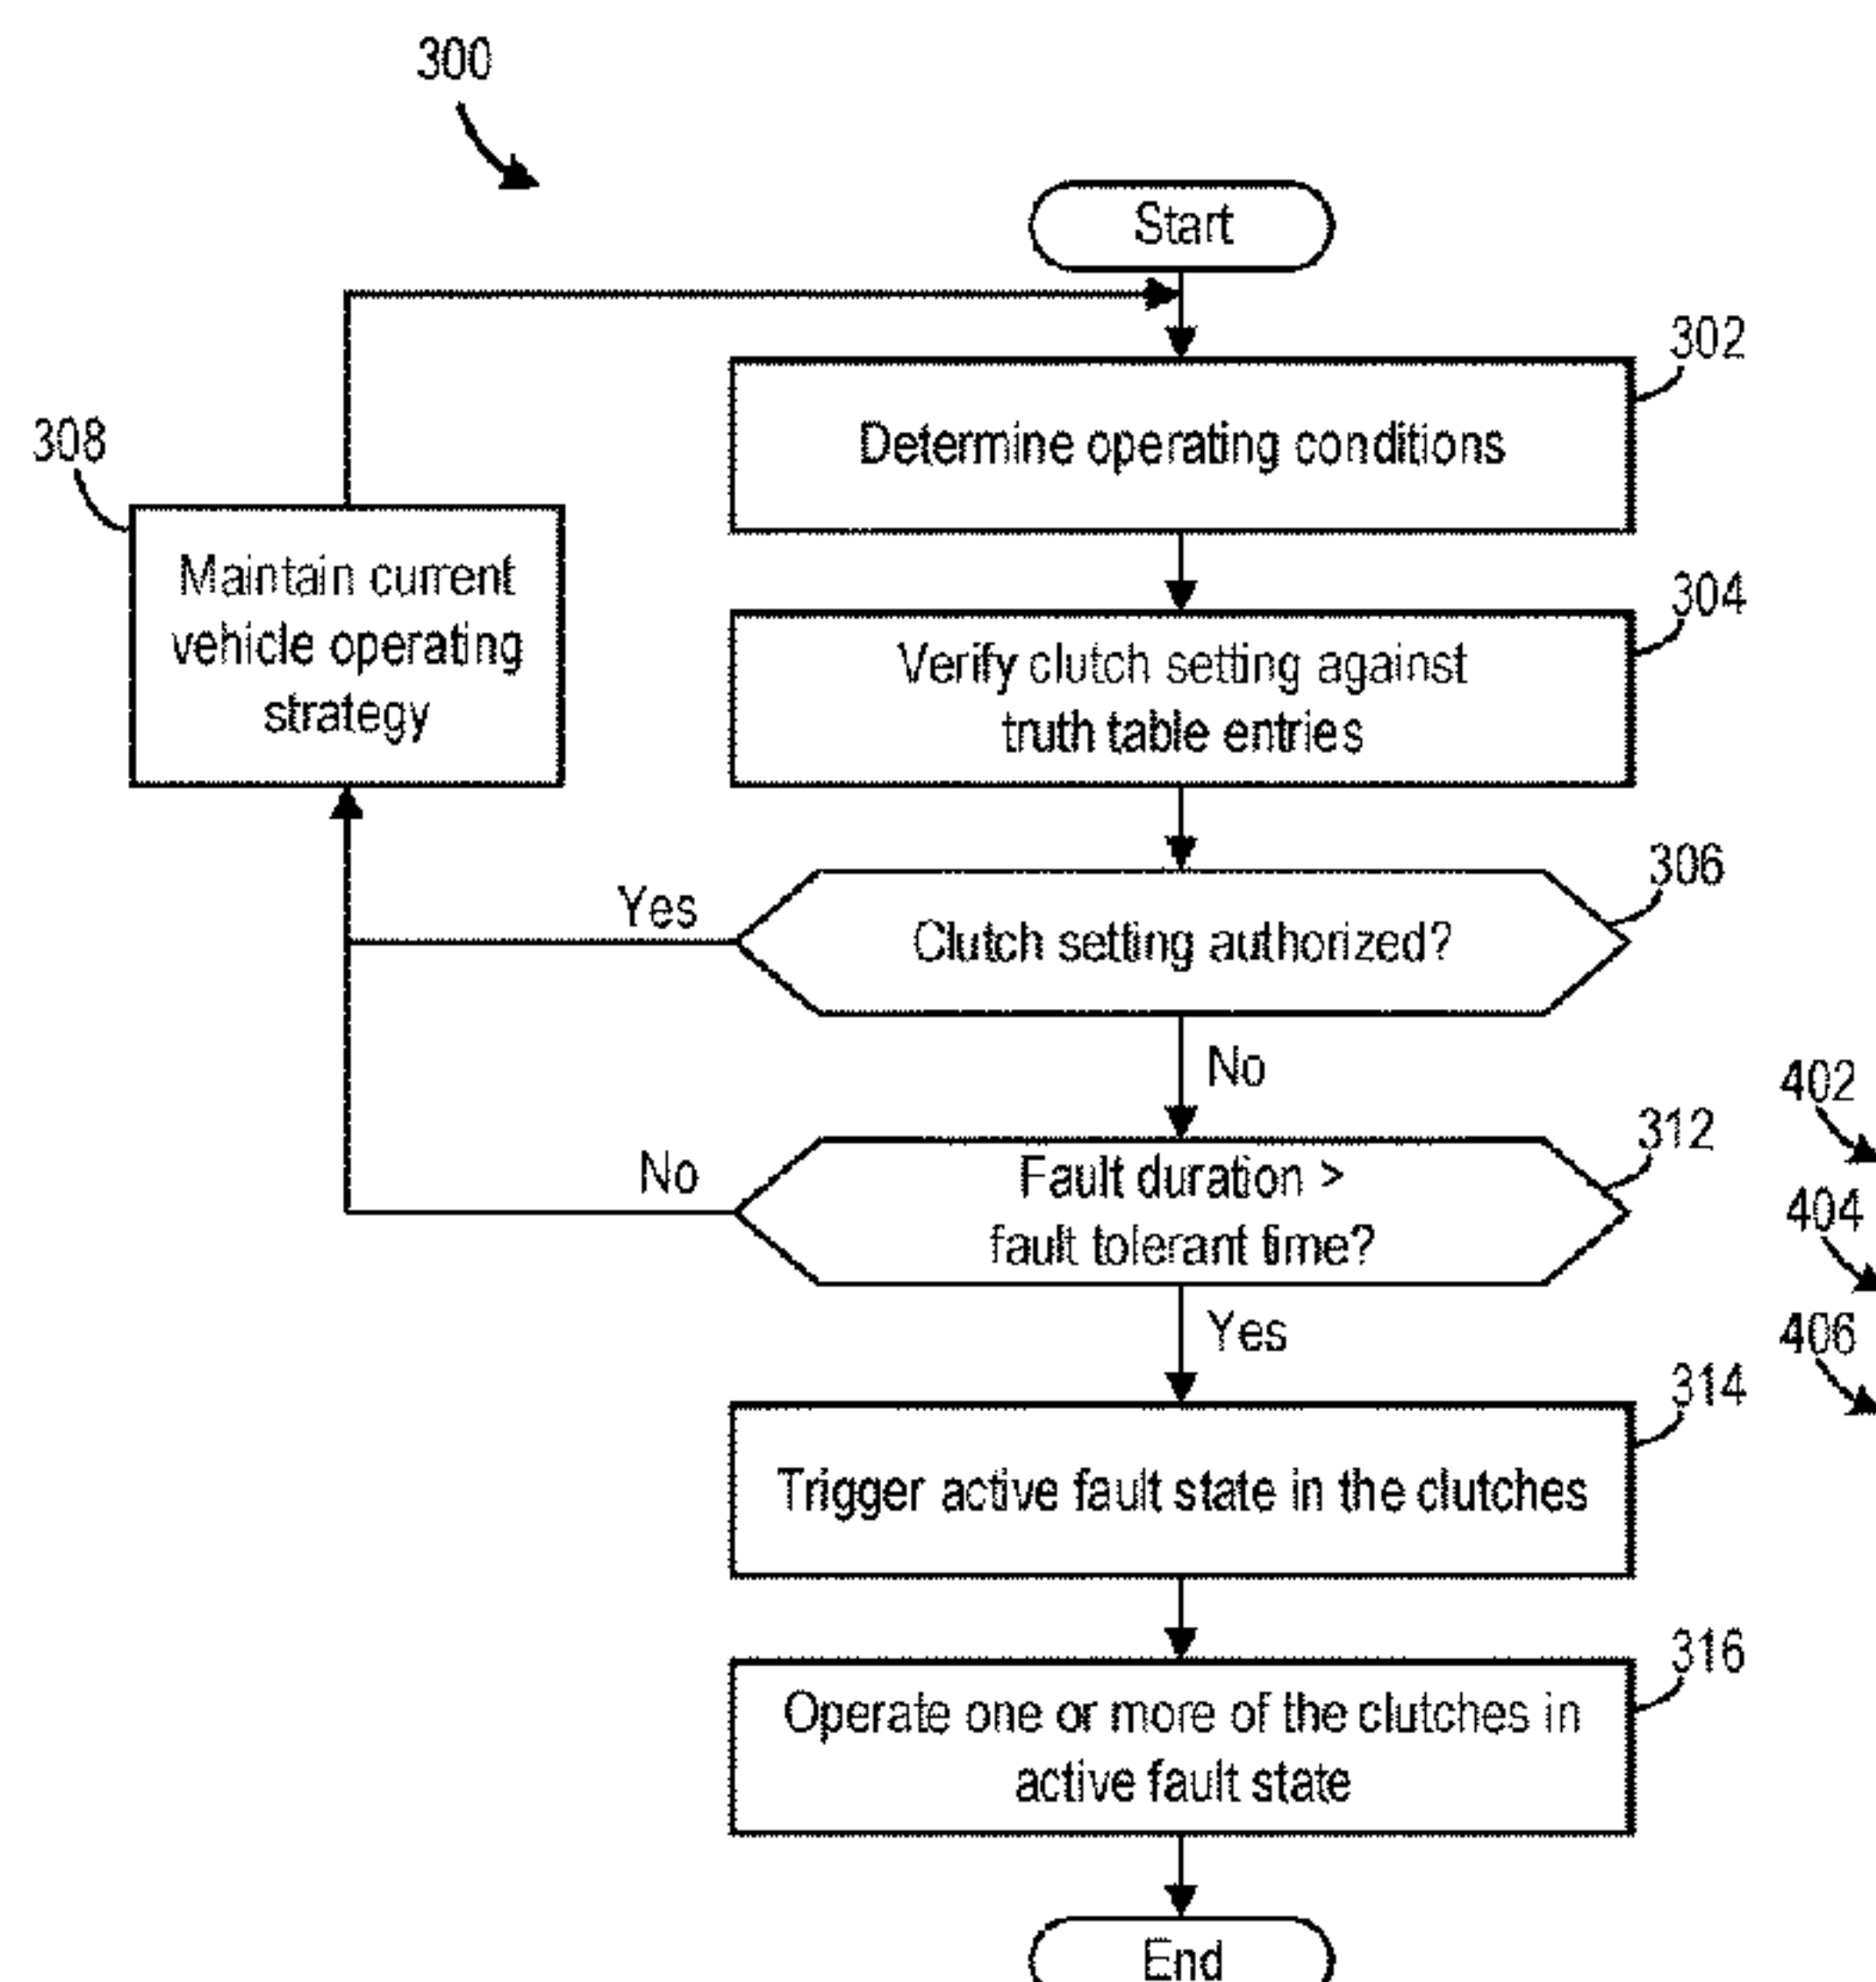 300
Start
302
Determine operating conditions
308
Maintain current
vehicle operating
strategy
304
Verify clutch setting against
truth table entries
306
Yes
Clutch setting authorized?
No
402
312
No
Fault duration >
fault tolerant time?
404
Yes
406
314
Trigger active fault state in the clutches
316
Operate one or more of the clutches in
active fault state
End